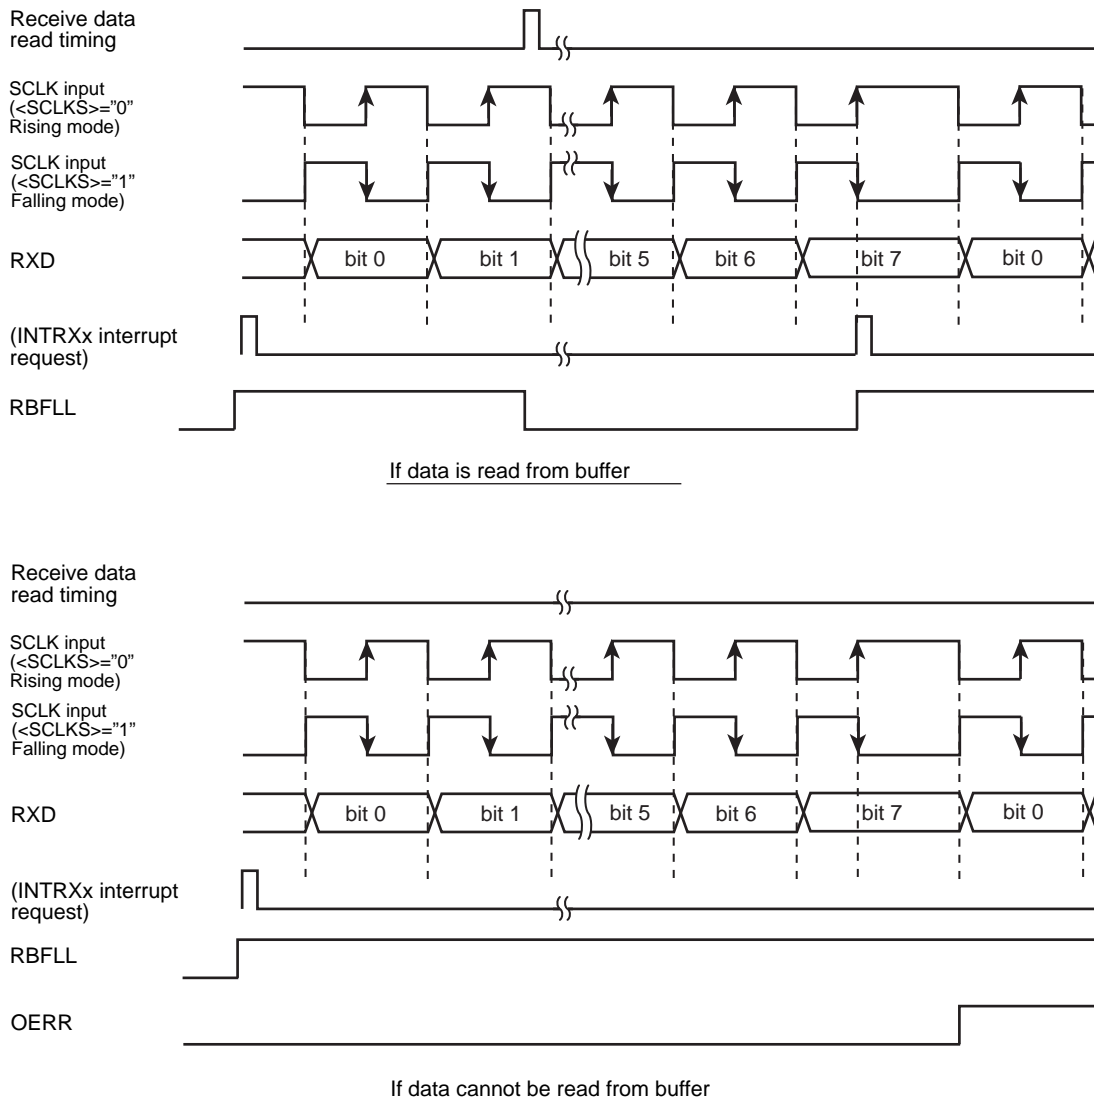 Receive data
read timing
SCLK input
(<SCLKS>="0"
Rising mode)
SCLK input
(<SCLKS>="1"
Falling mode)
RXD
bit 0
bit 1
bit 5
bit 6
bit 7
bit 0
(INTRXx interrupt
request)
RBFLL
If data is read from buffer
Receive data
read timing
SCLK input
(<SCLKS>="0"
Rising mode)
SCLK input
(<SCLKS>="1"
Falling mode)
RXD
bit 0
bit 1
bit 5
bit 6
bit 7
bit 0
(INTRXx interrupt
request)
RBFLL
OERR
If data cannot be read from buffer